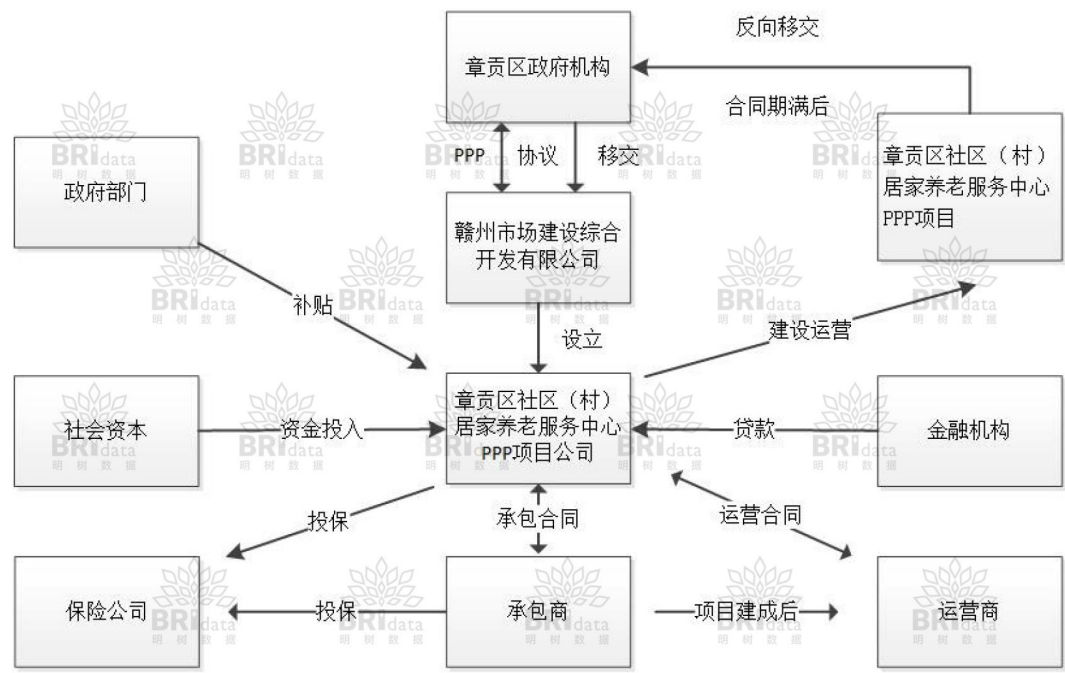 反向移交
章贡区政府机构
合同期满后
PPP 协议 移交
章贡区社区（村）
居家养老服务中心
PPP项目
政府部门
赣州市场建设综合
开发有限公司
补贴
设立
建设运营
章贡区社区（村）
居家养老服务中心
PPP项目公司
社会资本
资金投入
贷款
金融机构
投保
承包合同
运营合同
保险公司
投保
承包商
项目建成后
运营商
BRIdata
明树数据